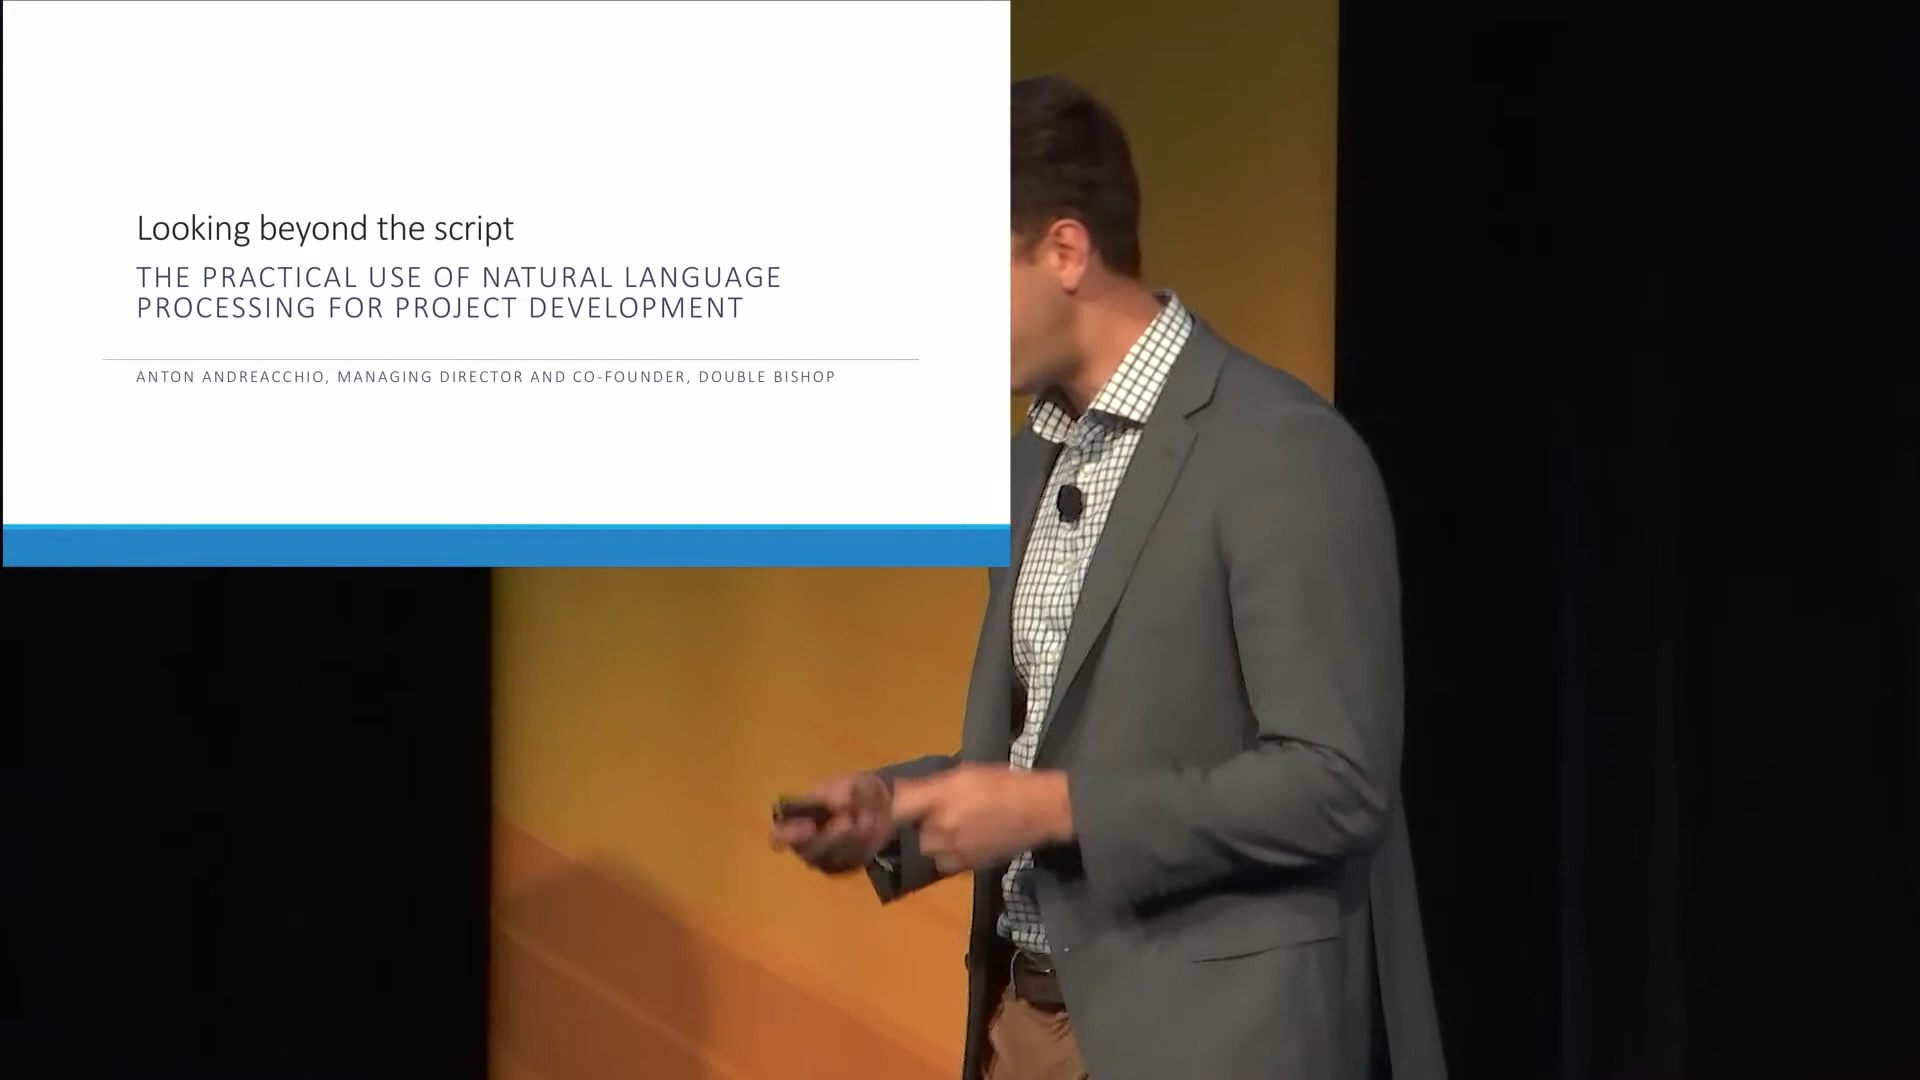 Looking beyond the script
THE PRACTICAL USE OF NATURAL LANGUAGE
PROCESSING FOR PROJECT DEVELOPMENT
ANTON ANDREACCHIO, MANAGING DIRECTOR AND CO-FOUNDER, DOUBLE BISHOP